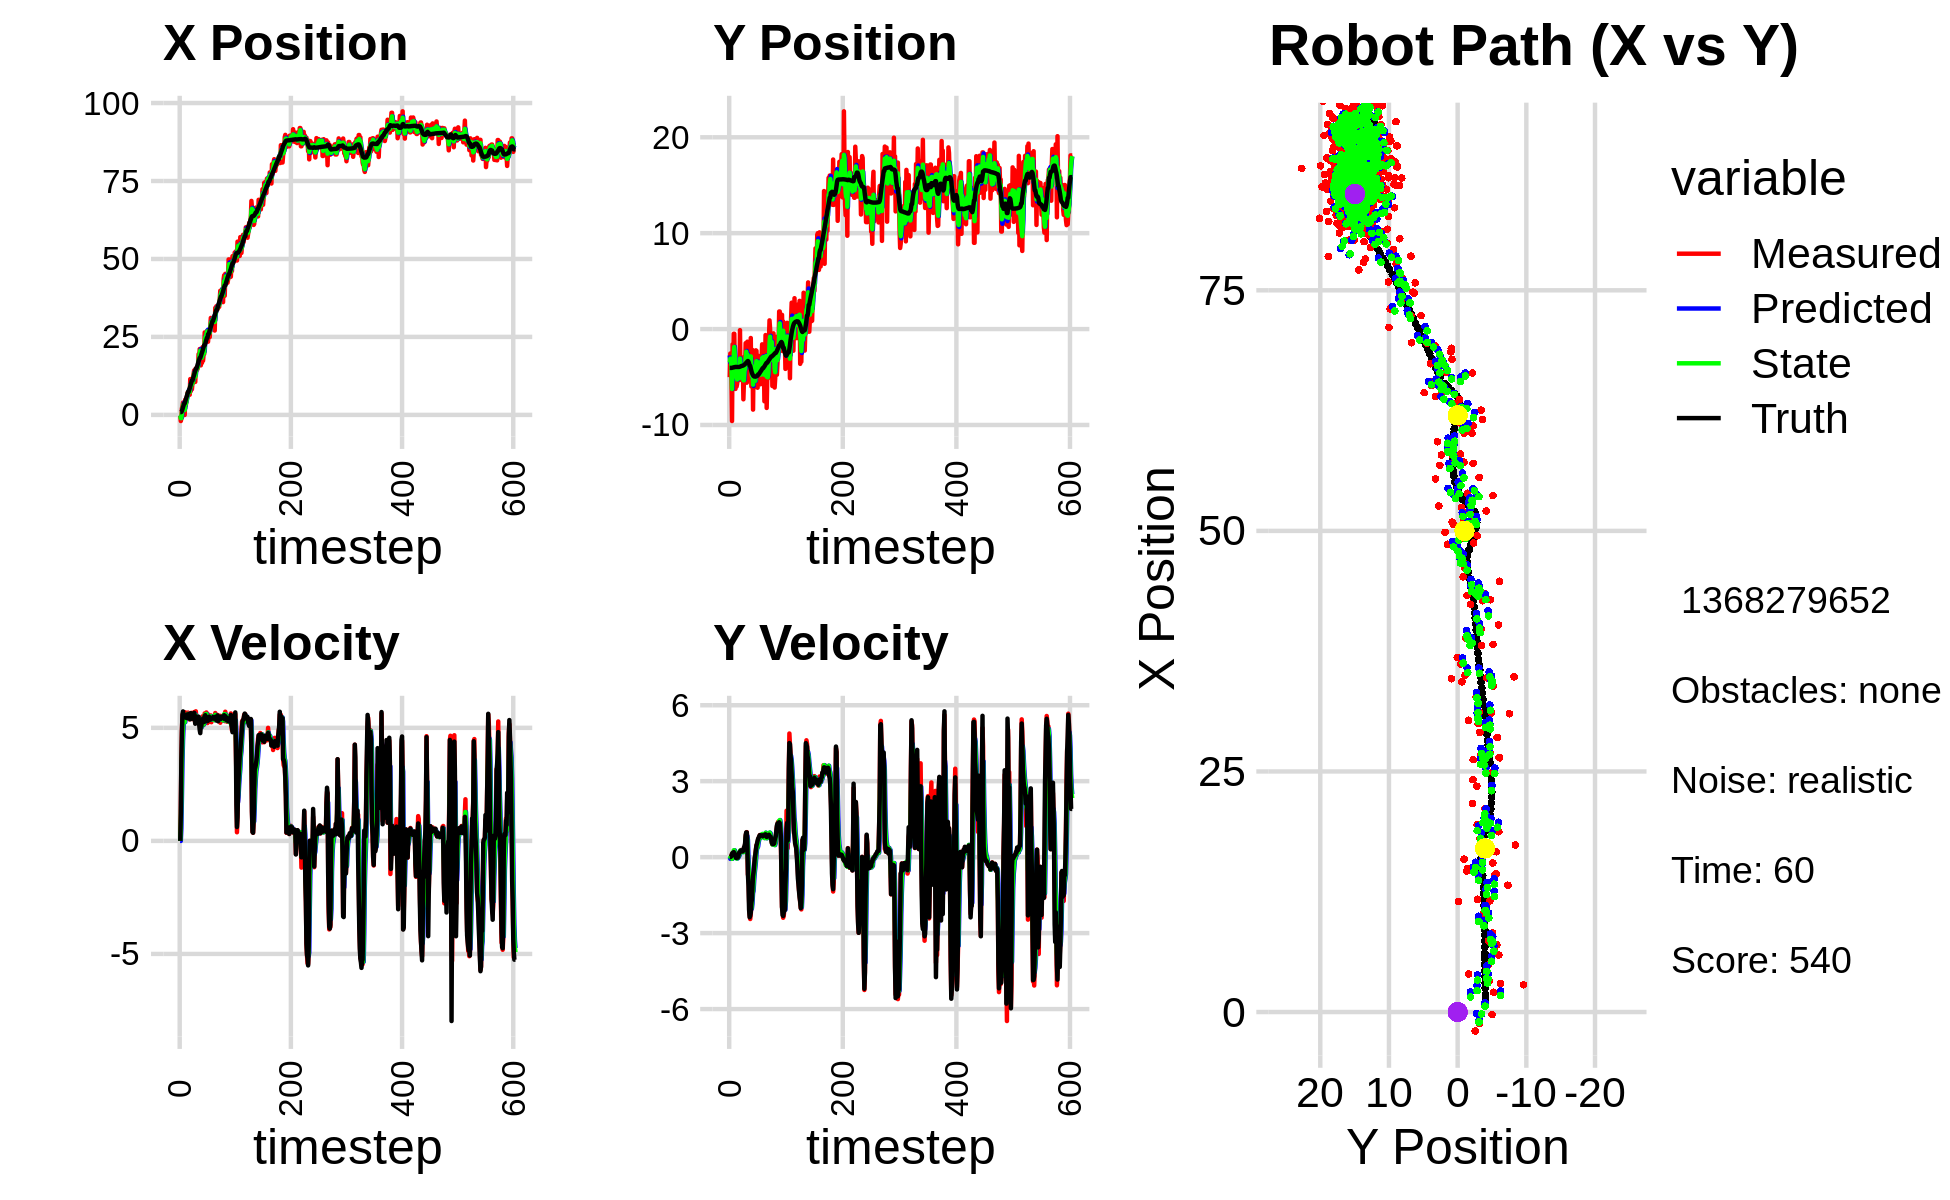 X Position
100
75
50
25
0
0
200
400
600
timestep
Y Position
20
10
0
-10
0
200
400
600
timestep
X Velocity
5
0
-5
0
200
400
600
timestep
Y Velocity
6
3
0
-3
-6
0
200
400
600
timestep
Robot Path (X vs Y)
X Position
75
50
25
0
20 10 0 -10 -20
Y Position
variable
Measured
Predicted
State
Truth
1368279652
Obstacles: none
Noise: realistic
Time: 60
Score: 540